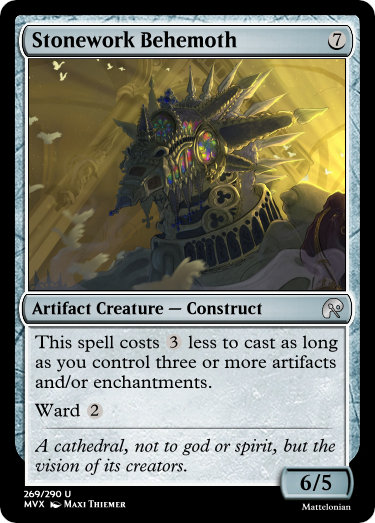 Stonework Behemoth 7
Artifact Creature — Construct
This spell costs 3 less to cast as long
as you control three or more artifacts
and/or enchantments.
Ward 2
A cathedral, not to god or spirit, but the
vision of its creators.
6/5
269/290 U
MVX Maxi Thiemer
Mattelonian